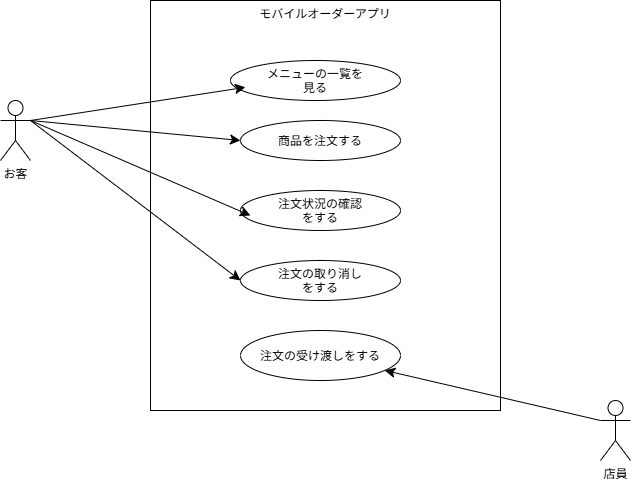 モバイルオーダーアプリ
メニューの一覧を
見る
商品を注文する
お客
注文状況の確認
をする
注文の取り消し
をする
注文の受け渡しをする
店員